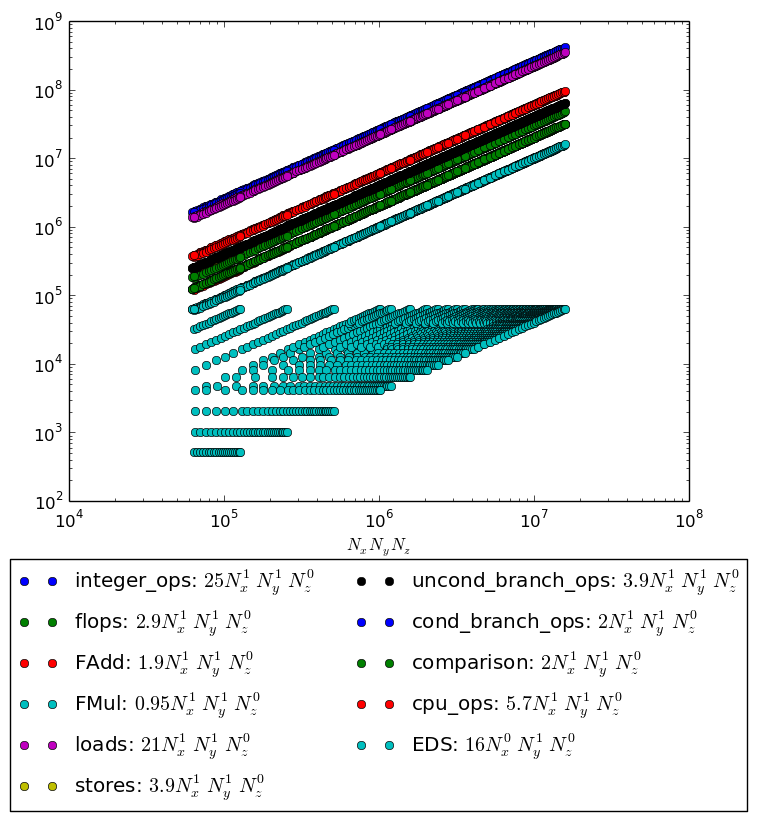 10^9
10^8
10^7
10^6
10^5
10^4
10^3
10^2
10^4 10^5 10^6 10^7 10^8
N_x N_y N_z
integer_ops: 25N_x^1 N_y^1 N_z^0
flops: 2.9N_x^1 N_y^1 N_z^0
FAdd: 1.9N_x^1 N_y^1 N_z^0
FMul: 0.95N_x^1 N_y^1 N_z^0
loads: 21N_x^1 N_y^1 N_z^0
stores: 3.9N_x^1 N_y^1 N_z^0
uncond_branch_ops: 3.9N_x^1 N_y^1 N_z^0
cond_branch_ops: 2N_x^1 N_y^1 N_z^0
comparison: 2N_x^1 N_y^1 N_z^0
cpu_ops: 5.7N_x^1 N_y^1 N_z^0
EDS: 16N_x^0 N_y^1 N_z^0